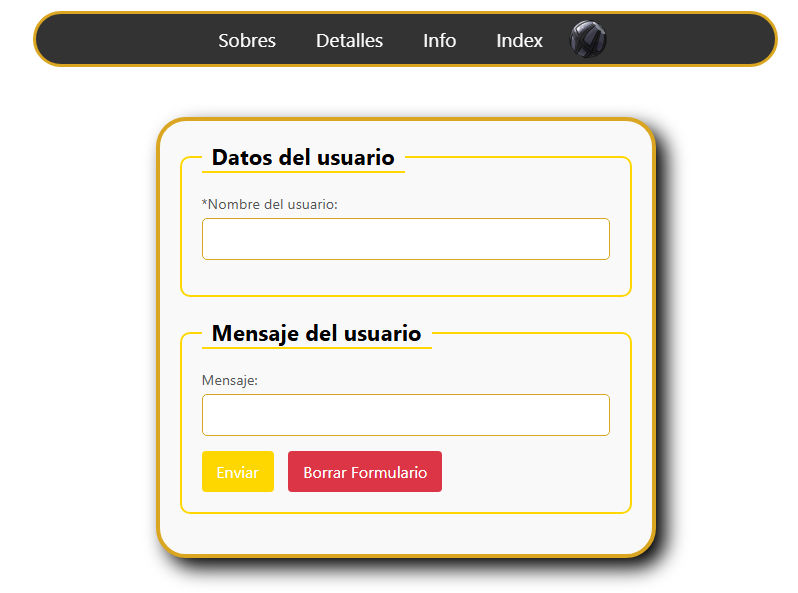 Sobres Detalles Info Index
Datos del usuario
*Nombre del usuario:
Mensaje del usuario
Mensaje:
Enviar Borrar Formulario